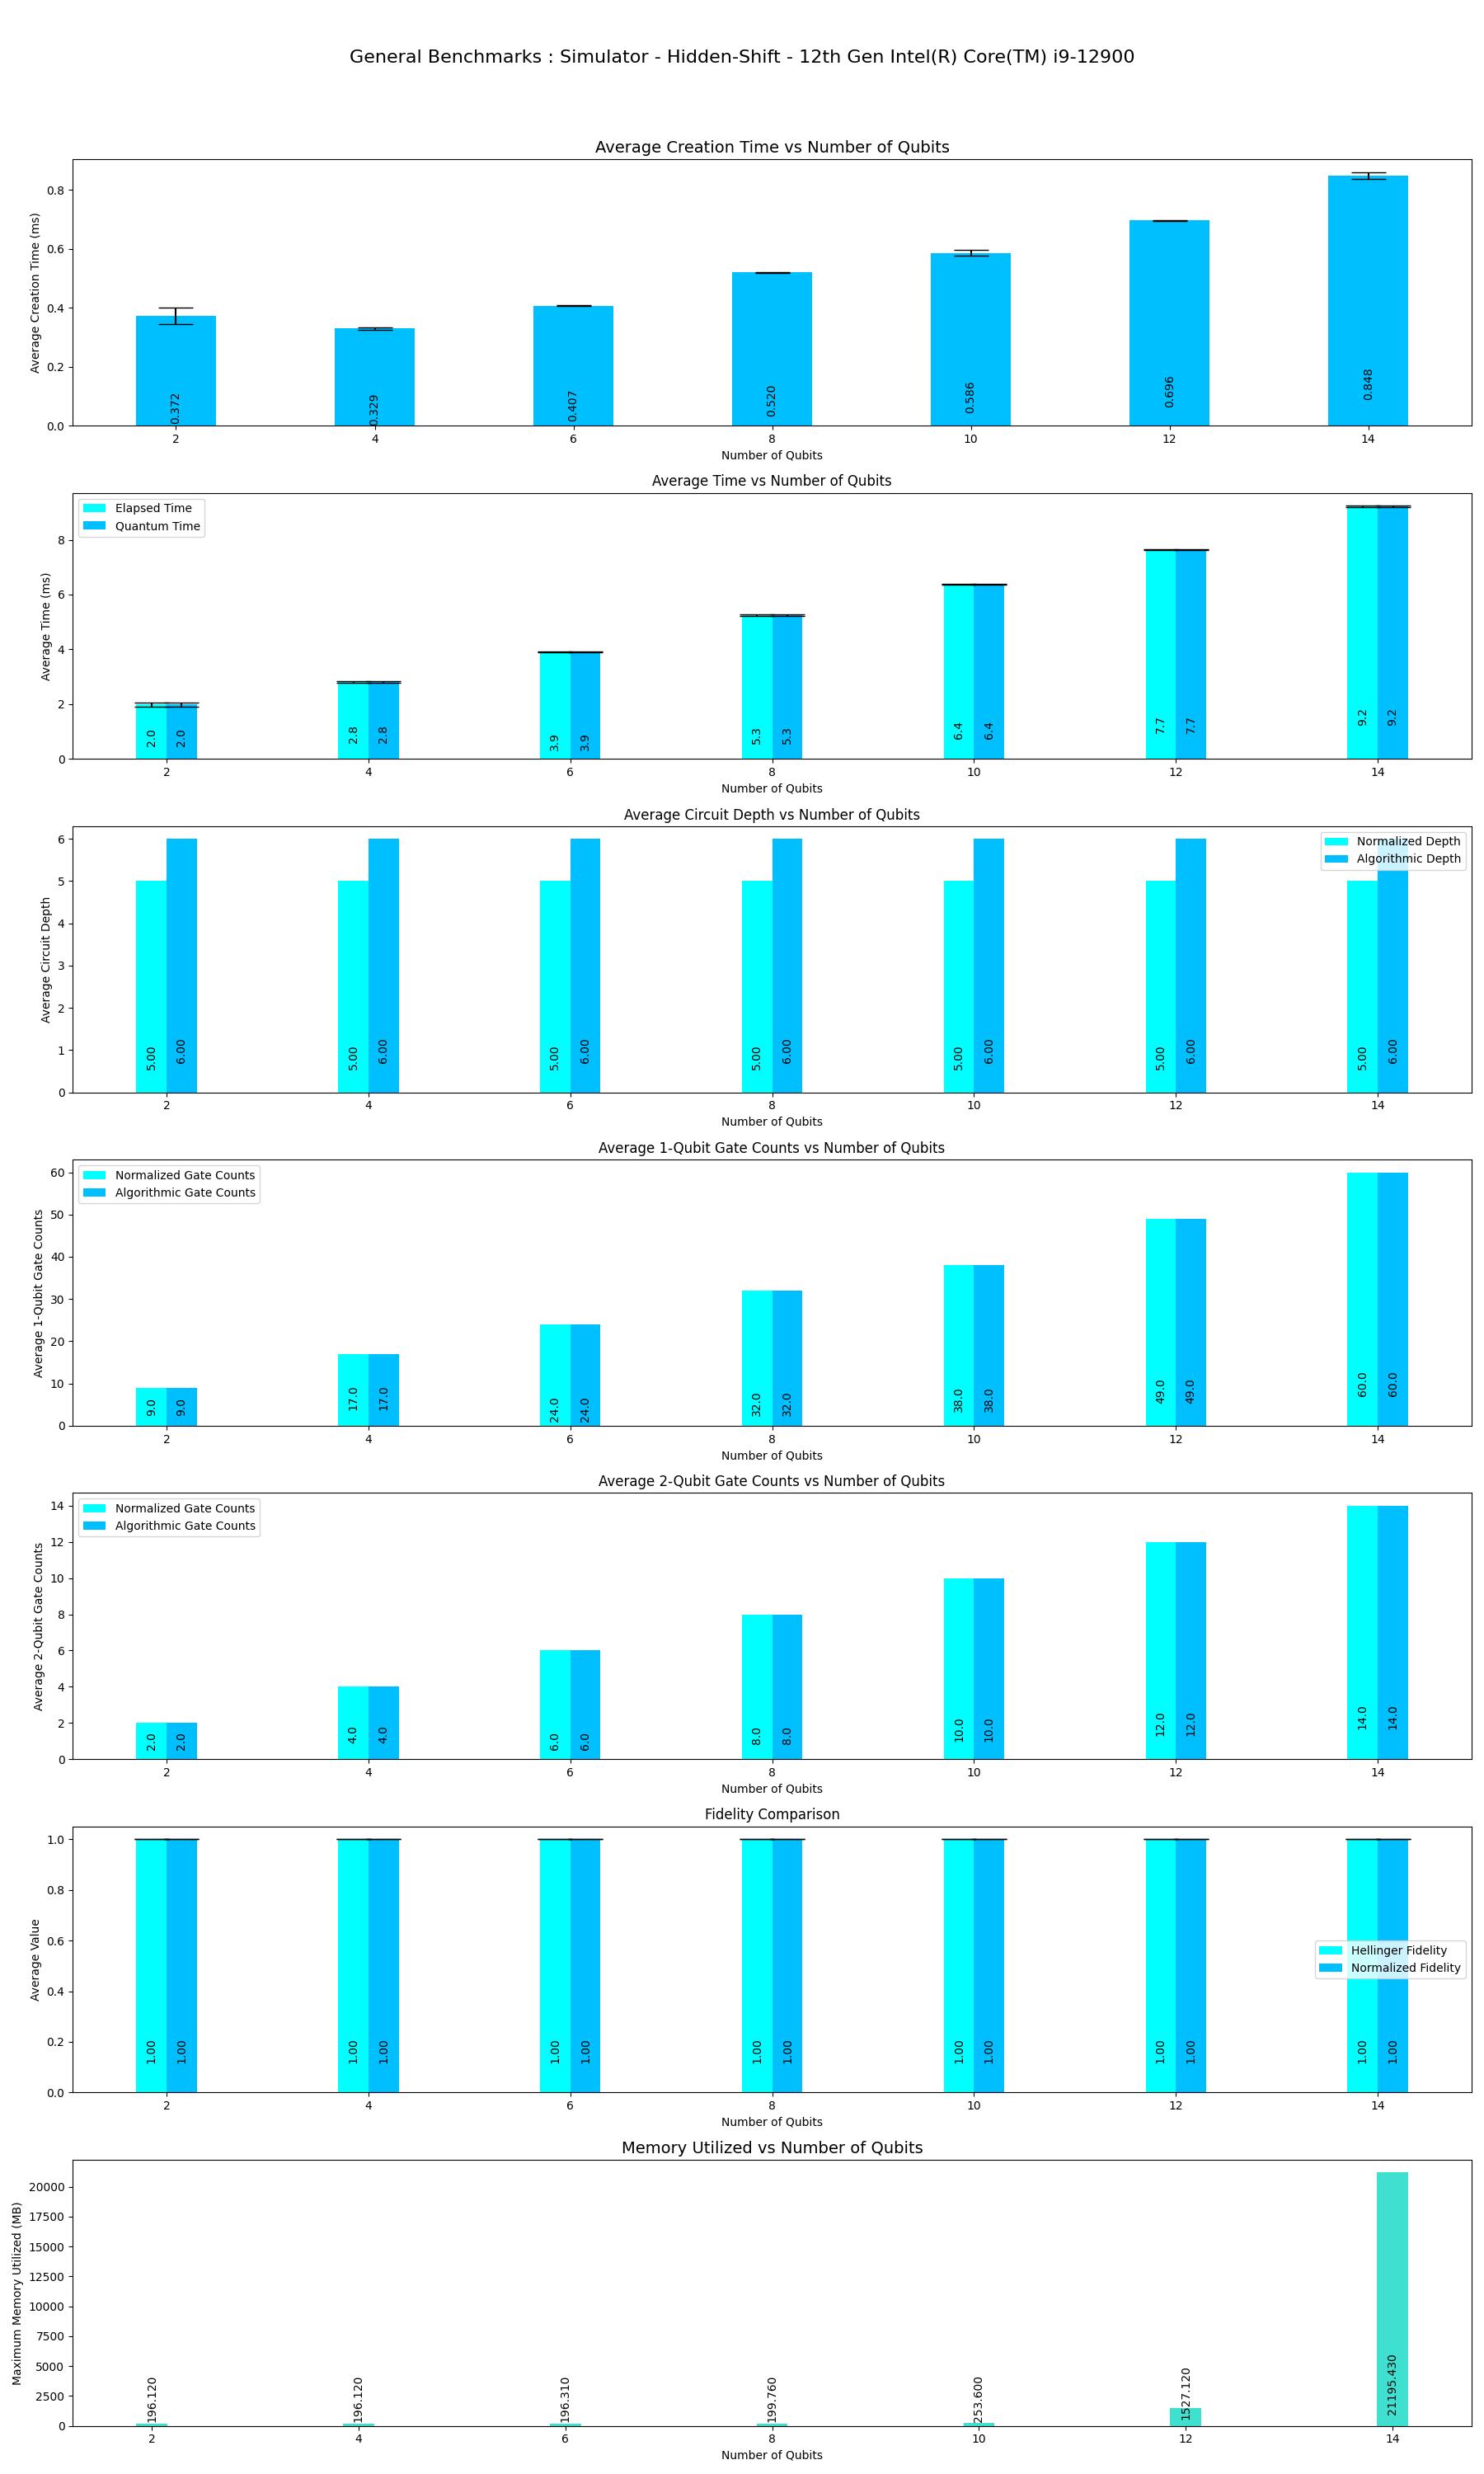 General Benchmarks : Simulator - Hidden-Shift - 12th Gen Intel(R) Core(TM) i9-12900
Average Creation Time vs Number of Qubits
Average Creation Time (ms)
0.8
0.6
0.4
0.2
0.0
0.372
0.329
0.407
0.520
0.586
0.696
0.848
2 4 6 8 10 12 14
Number of Qubits
Average Time vs Number of Qubits
Elapsed Time
Quantum Time
Average Time (ms)
8
6
4
2
0
2.0 2.0
2.8 2.8
3.9 3.9
5.3 5.3
6.4 6.4
7.7 7.7
9.2 9.2
2 4 6 8 10 12 14
Number of Qubits
Average Circuit Depth vs Number of Qubits
Normalized Depth
Algorithmic Depth
Average Circuit Depth
6
5
4
3
2
1
0
5.00 6.00
5.00 6.00
5.00 6.00
5.00 6.00
5.00 6.00
5.00 6.00
5.00 6.00
2 4 6 8 10 12 14
Number of Qubits
Average 1-Qubit Gate Counts vs Number of Qubits
Normalized Gate Counts
Algorithmic Gate Counts
Average 1-Qubit Gate Counts
60
50
40
30
20
10
0
9.0 9.0
17.0 17.0
24.0 24.0
32.0 32.0
38.0 38.0
49.0 49.0
60.0 60.0
2 4 6 8 10 12 14
Number of Qubits
Average 2-Qubit Gate Counts vs Number of Qubits
Normalized Gate Counts
Algorithmic Gate Counts
Average 2-Qubit Gate Counts
14
12
10
8
6
4
2
0
2.0 2.0
4.0 4.0
6.0 6.0
8.0 8.0
10.0 10.0
12.0 12.0
14.0 14.0
2 4 6 8 10 12 14
Number of Qubits
Fidelity Comparison
Hellinger Fidelity
Normalized Fidelity
Average Value
1.0
0.8
0.6
0.4
0.2
0.0
1.00 1.00
1.00 1.00
1.00 1.00
1.00 1.00
1.00 1.00
1.00 1.00
1.00 1.00
2 4 6 8 10 12 14
Number of Qubits
Memory Utilized vs Number of Qubits
Maximum Memory Utilized (MB)
20000
17500
15000
12500
10000
7500
5000
2500
0
196.120
196.120
196.310
199.760
253.600
1527.120
21195.430
2 4 6 8 10 12 14
Number of Qubits